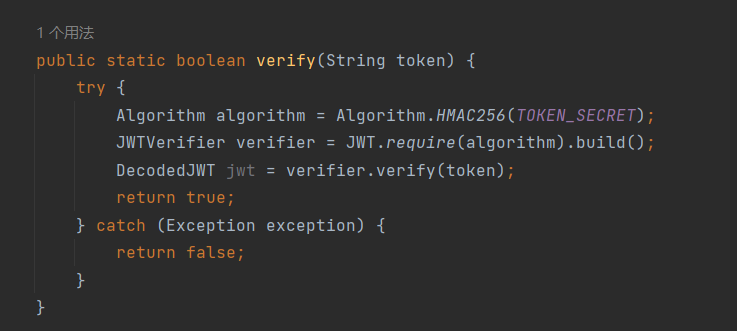 1 个用法
public static boolean verify(String token) {
    try {
        Algorithm algorithm = Algorithm.HMAC256(TOKEN_SECRET);
        JWTVerifier verifier = JWT.require(algorithm).build();
        DecodedJWT jwt = verifier.verify(token);
        return true;
    } catch (Exception exception) {
        return false;
    }
}